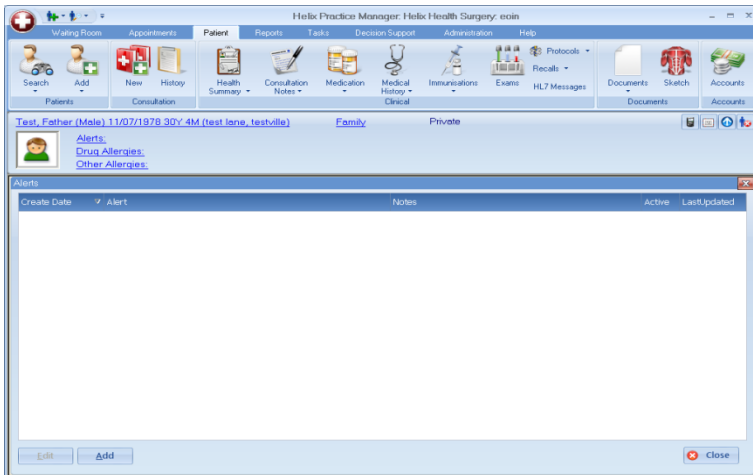 Helix Practice Manager: Helix Health Surgery: eoin
Waiting Room Appointments Patient Reports Tasks Decision Support Administration Help
Search Add New History Health Summary Consultation Notes Medication Medical History Immunisations Exams Protocols Recalls HL7 Messages Documents Sketch Accounts
Patients Consultation Clinical Documents Accounts
Test, Father (Male) 11/07/1978 30Y 4M (test lane, testville) Family Private
Alerts:
Drug Allergies:
Other Allergies:
Alerts
Create Date Alert Notes Active LastUpdated
Edit Add Close